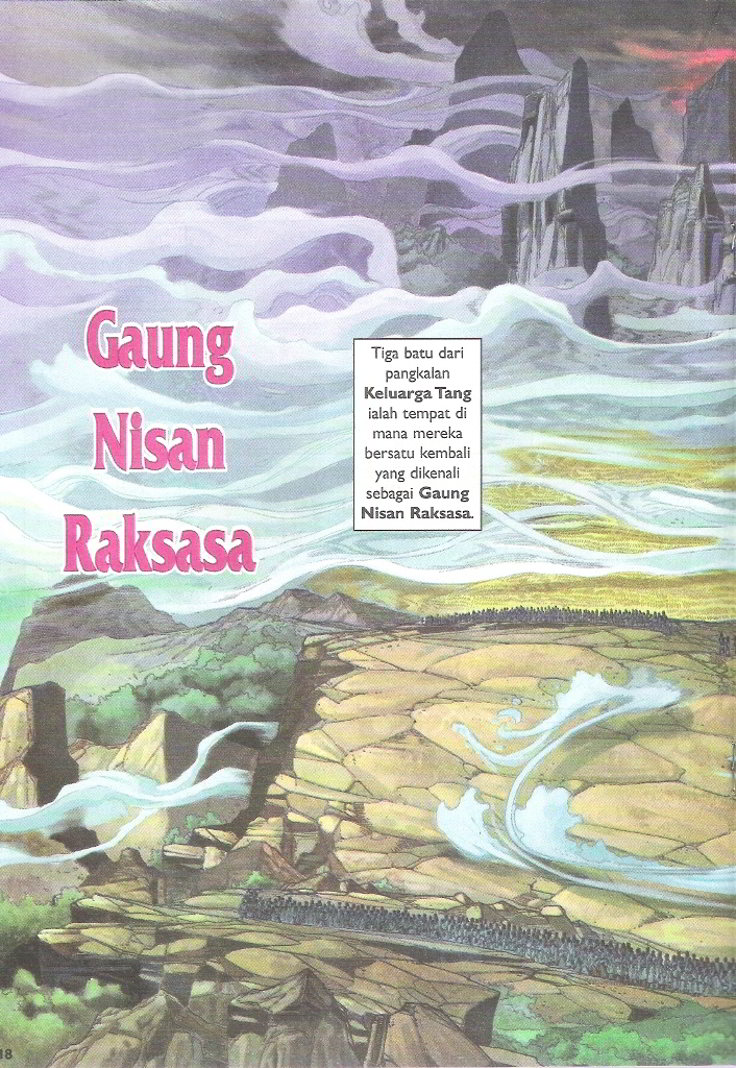 Gaung
Nisan
Raksasa
Tiga batu dari
pangkalan
Keluarga Tang
ialah tempat di
mana mereka
bersatu kembali
yang dikenali
sebagai Gaung
Nisan Raksasa.
18